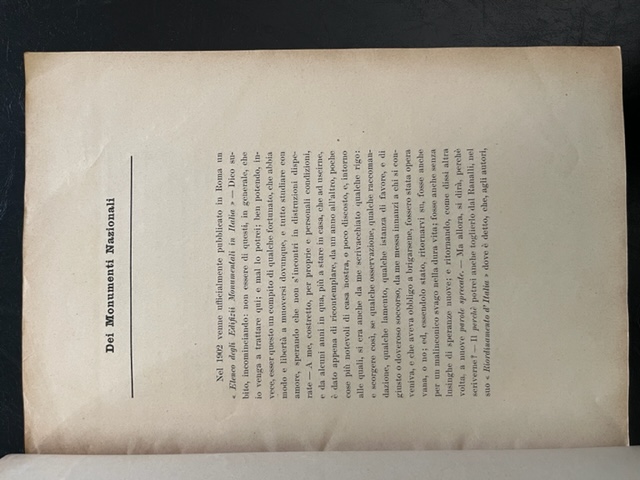 Dei Monumenti Nazionali
Nel 1902 venne ufficialmente pubblicato in Roma un
« Elenco degli Edifizii Monumentali in Italia » — Dico su-
bito, incominciando: non essere di questi, in generale, che
io venga a trattare qui; e mal lo potrei; ben potendo, in-
vece, esser questo un compito di qualche fortunato, che abbia
modo e libertà a muoversi dovunque, e tutto studiare con
amore, sperando che non s'incontri in distruzioni dispe-
rate — A me, costretto, per proprie e personali condizioni,
e da alcuni anni in qua, più a stare in casa, che ad uscirne,
è dato appena di ricontemplare, da un anno all'altro, poche
cose più notevoli di casa nostra, o poco discosto, e, intorno
alle quali, si era anche da me scrivacchiato qualche rigo:
e scorgere così, se qualche osservazione, qualche raccoman-
dazione, qualche lamento, qualche istanza di favore, e di
giusto o doveroso soccorso, da me messa innanzi a chi si con-
veniva, e che aveva obbligo a brigarsene, fossero stata opera
vana, o no; ed, essendolo stato, ritornarvi su, fosse anche
per un malinconico svago nella dura vita; fosse anche senza
lusinghe di speranze nuove; e ritornando, come dissi altra
volta, a nuove parole sprecate. — Ma allora, si dirà, perchè
scriverne? — Il perchè potrei anche toglierlo dal Ranalli, nel
suo « Riordinamento d'Italia » dove è detto, che, agli autori,